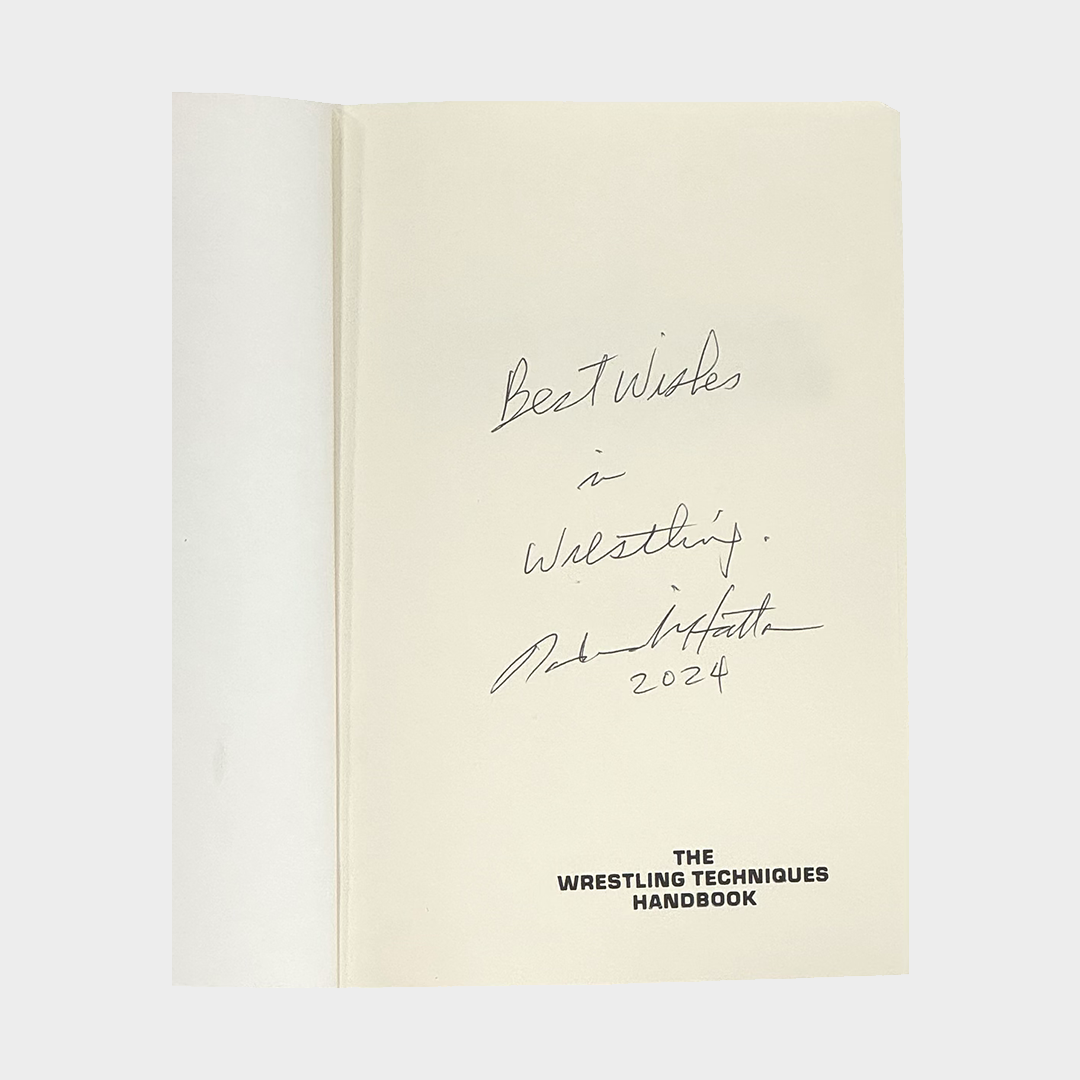 Best Wishes
in
Wrestling.
2024
THE
WRESTLING TECHNIQUES
HANDBOOK